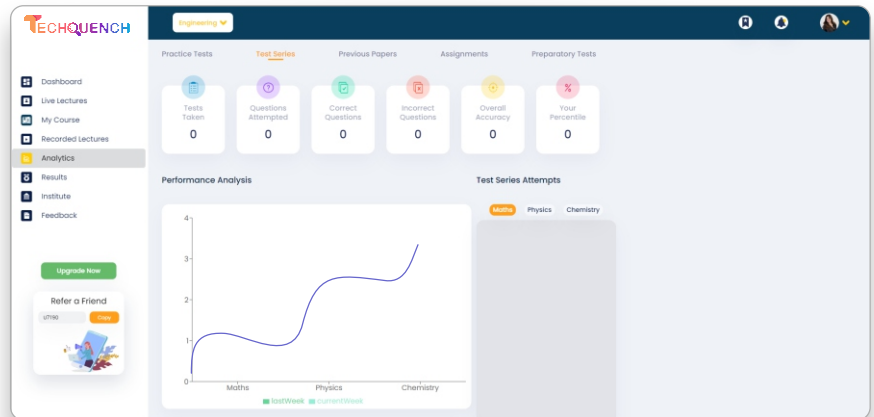 TECHQUENCH
Engineering
Practice Tests
Test Series
Previous Papers
Assignments
Preparatory Tests
Dashboard
Live Lectures
My Course
Recorded Lectures
Analytics
Results
Institute
Feedback
Upgrade Now
Refer a Friend
Copy
Tests
Taken
0
Questions
Attempted
0
Correct
Questions
0
Incorrect
Questions
0
Overall
Accuracy
0
Your
Percentile
0
Performance Analysis
4
3
2
1
0
Maths
Physics
Chemistry
lastWeek
currentWeek
Test Series Attempts
Maths
Physics
Chemistry